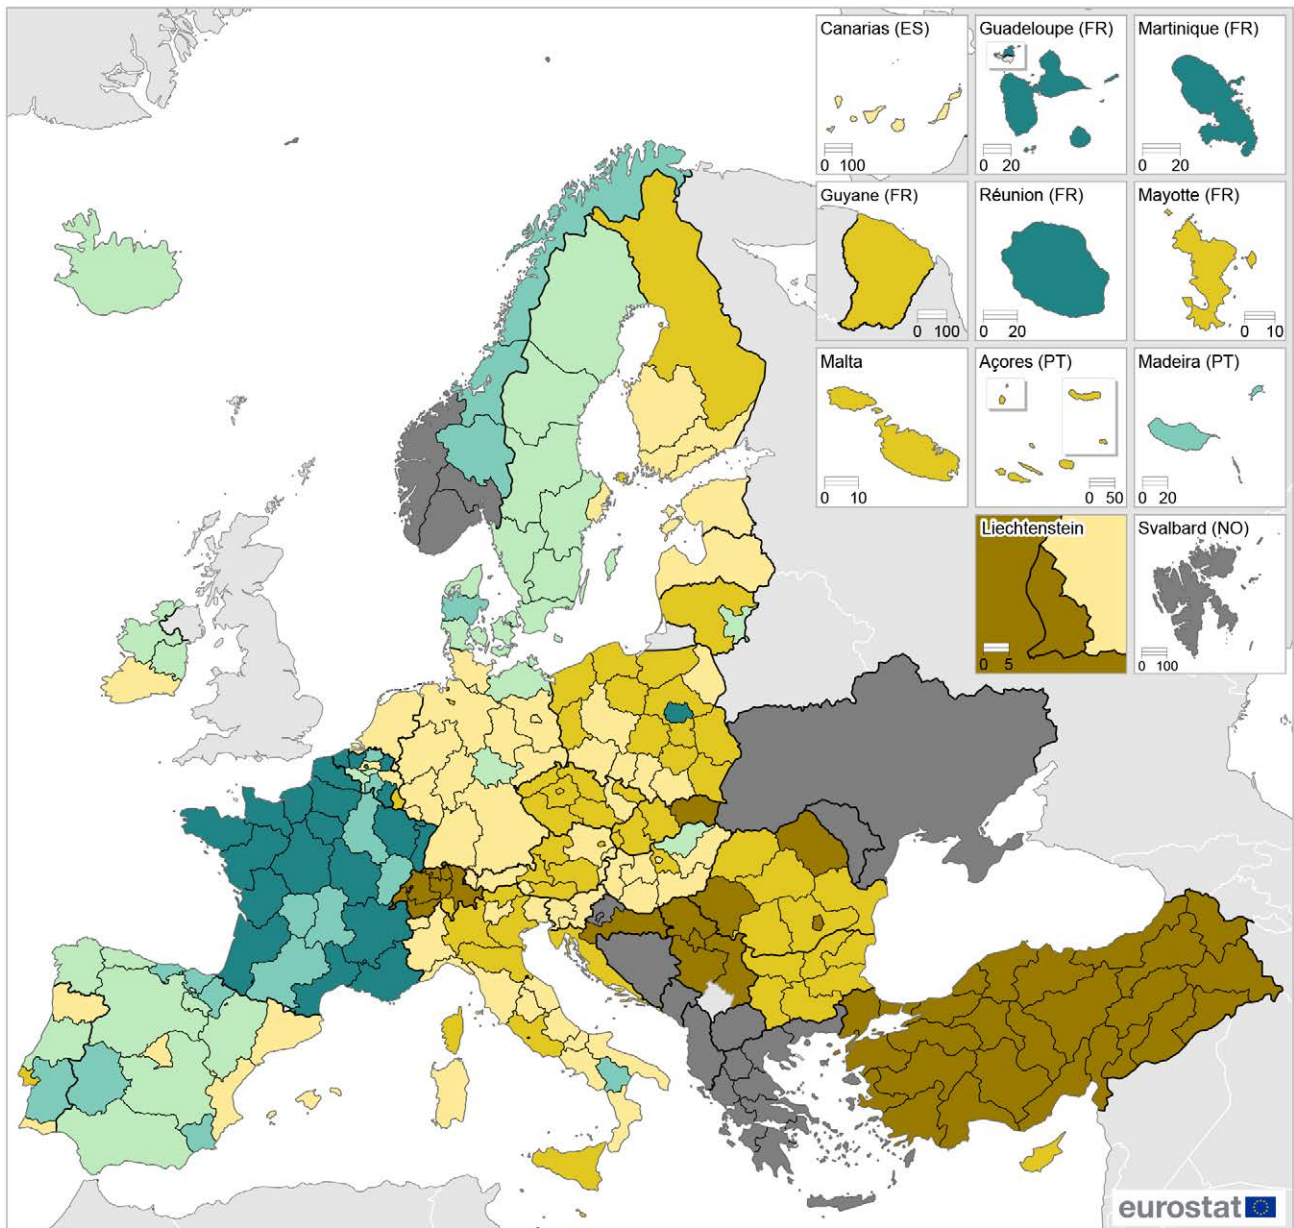 Canarias (ES)
0 100
Guadeloupe (FR)
0 20
Martinique (FR)
0 20
Guyane (FR)
0 100
Réunion (FR)
0 20
Mayotte (FR)
0 10
Malta
0 10
Açores (PT)
0 50
Madeira (PT)
0 20
Liechtenstein
0 5
Svalbard (NO)
0 100
eurostat